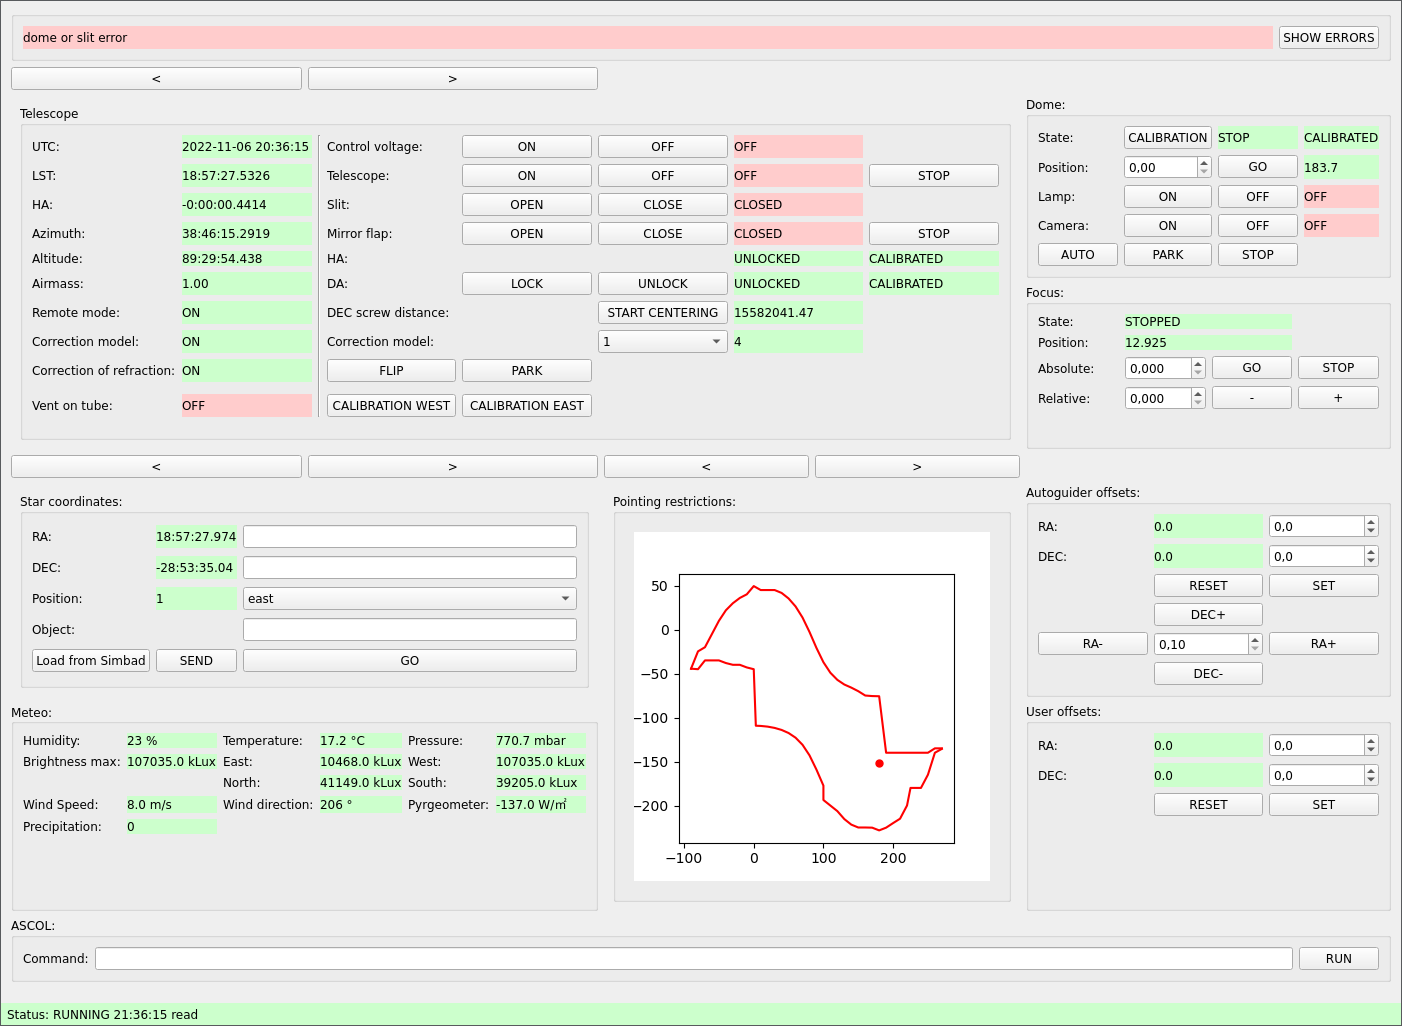 dome or slit error
SHOW ERRORS
< >
Telescope
UTC: 2022-11-06 20:36:15 Control voltage: ON OFF OFF
LST: 18:57:27.5326 Telescope: ON OFF OFF STOP
HA: -0:00:00.4414 Slit: OPEN CLOSE CLOSED
Azimuth: 38:46:15.2919 Mirror flap: OPEN CLOSE CLOSED STOP
Altitude: 89:29:54.438 HA: UNLOCKED CALIBRATED
Airmass: 1.00 DA: LOCK UNLOCK UNLOCKED CALIBRATED
Remote mode: ON DEC screw distance: START CENTERING 15582041.47
Correction model: ON Correction model: 1 4
Correction of refraction: ON FLIP PARK
Vent on tube: OFF CALIBRATION WEST CALIBRATION EAST
Dome:
State: CALIBRATION STOP CALIBRATED
Position: 0,00 GO 183.7
Lamp: ON OFF OFF
Camera: ON OFF OFF
AUTO PARK STOP
Focus:
State: STOPPED
Position: 12.925
Absolute: 0,000 GO STOP
Relative: 0,000 - +
< > < >
Star coordinates:
RA: 18:57:27.974
DEC: -28:53:35.04
Position: 1 east
Object:
Load from Simbad SEND GO
Pointing restrictions:
50
0
−50
−100
−150
−200
−100 0 100 200
Autoguider offsets:
RA: 0.0 0,0
DEC: 0.0 0,0
RESET SET
DEC+
RA- 0,10 RA+
DEC-
Meteo:
Humidity: 23 % Temperature: 17.2 °C Pressure: 770.7 mbar
Brightness max: 107035.0 kLux East: 10468.0 kLux West: 107035.0 kLux
North: 41149.0 kLux South: 39205.0 kLux
Wind Speed: 8.0 m/s Wind direction: 206 ° Pyrgeometer: -137.0 W/㎡
Precipitation: 0
User offsets:
RA: 0.0 0,0
DEC: 0.0 0,0
RESET SET
ASCOL:
Command: RUN
Status: RUNNING 21:36:15 read